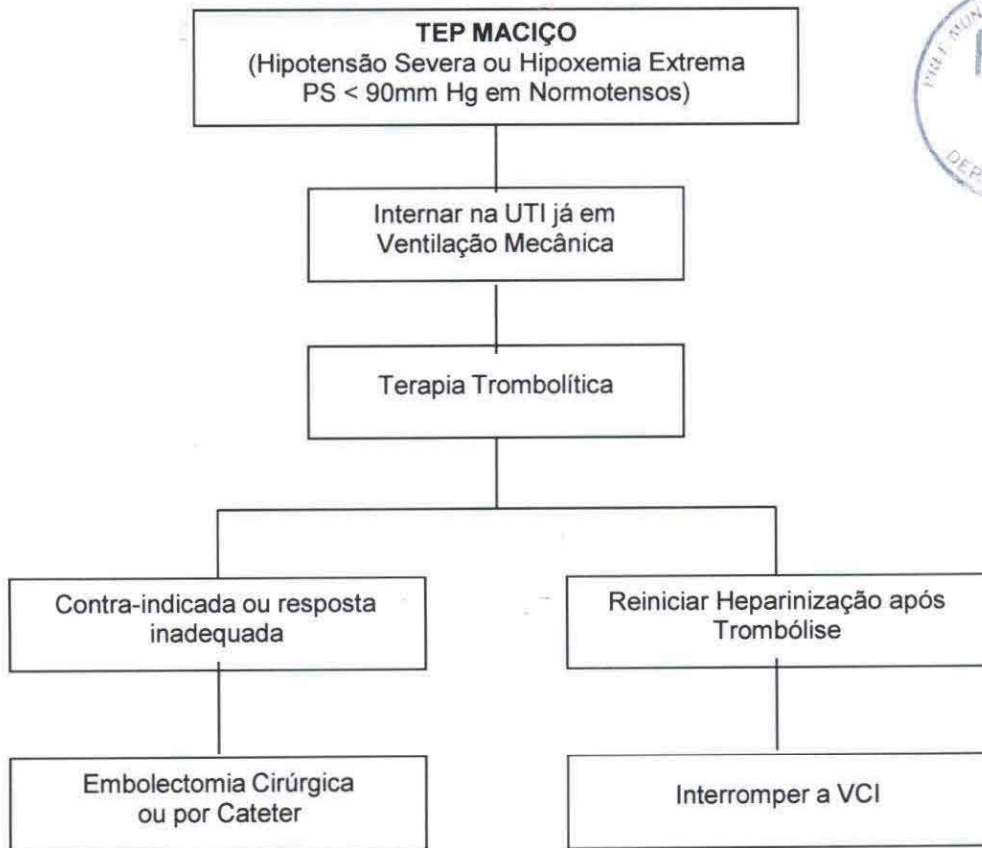 TEP MACIÇO
(Hipotensão Severa ou Hipoxemia Extrema
PS < 90mm Hg em Normotensos)
Internar na UTI já em
Ventilação Mecânica
Terapia Trombolítica
Contra-indicada ou resposta
inadequada
Reiniciar Heparinização após
Trombólise
Embolectomia Cirúrgica
ou por Cateter
Interromper a VCI